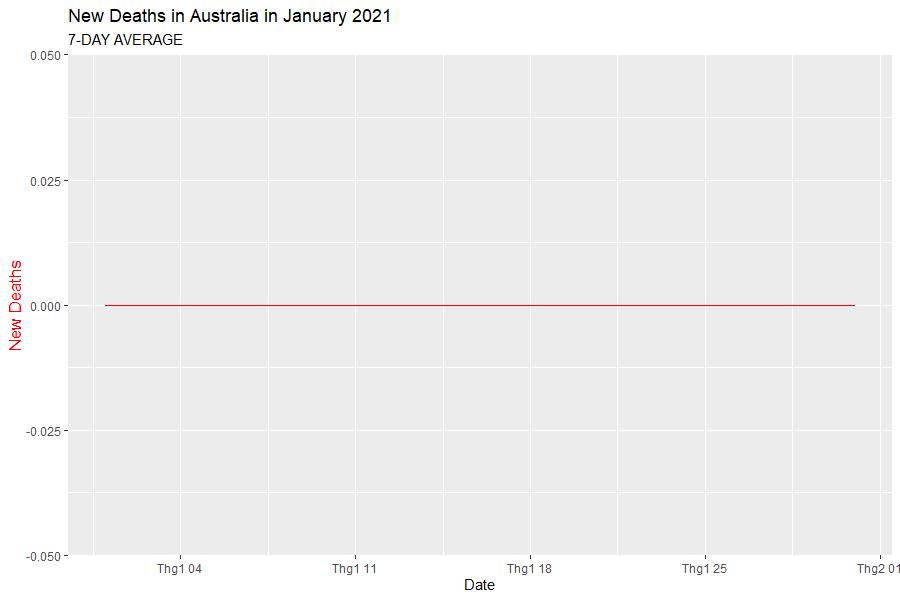 New Deaths in Australia in January 2021
7-DAY AVERAGE
0.050
0.025
0.000
-0.025
-0.050
New Deaths
Thg1 04
Thg1 11
Thg1 18
Thg1 25
Thg2 01
Date